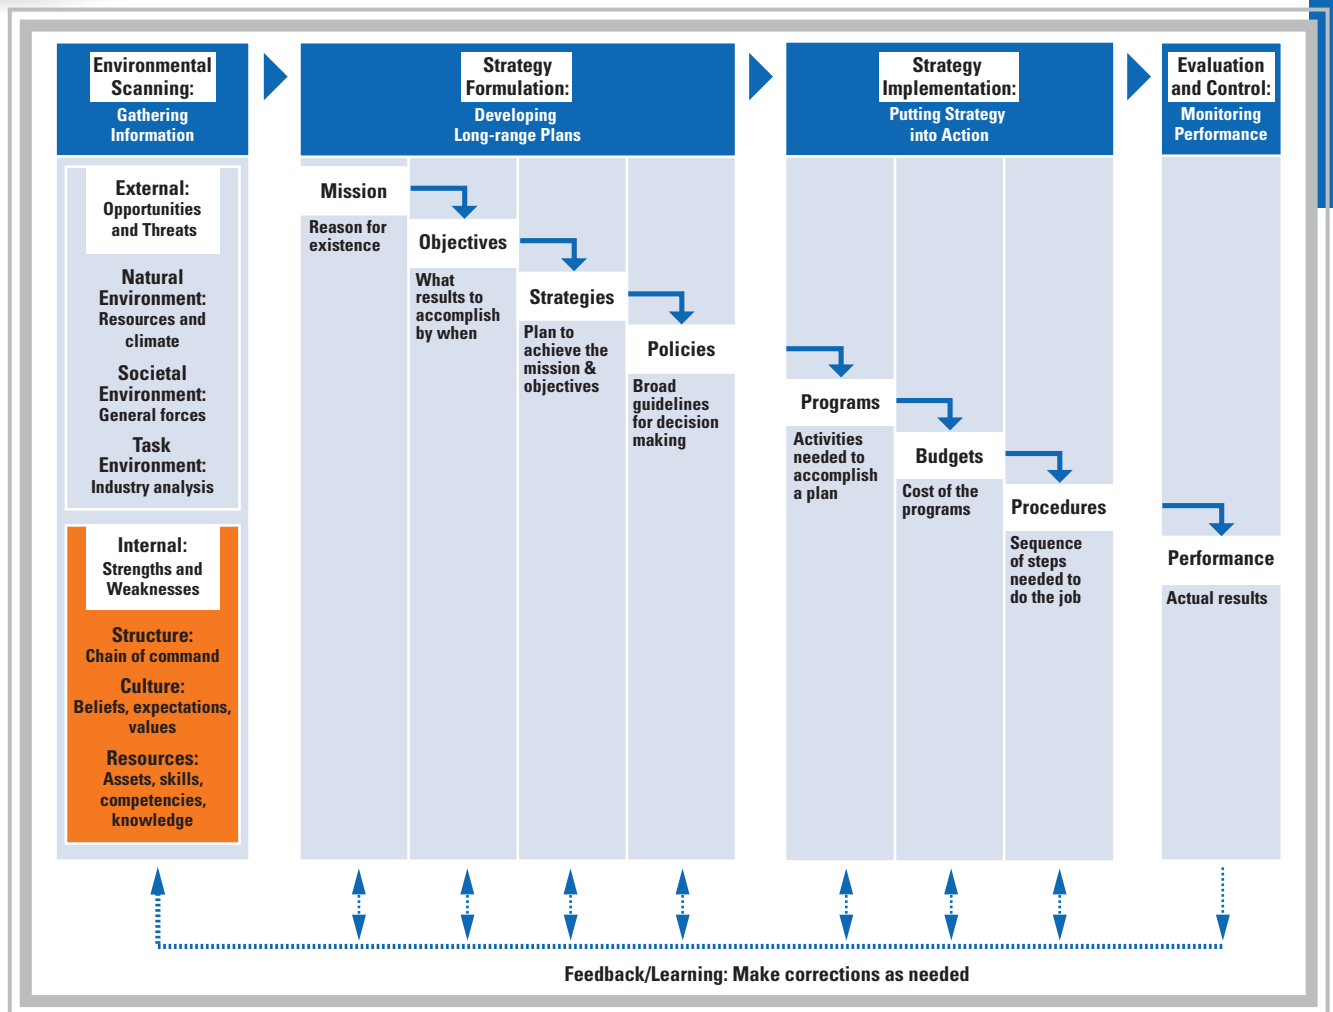 Environmental
Scanning:
Gathering
Information
Strategy
Formulation:
Developing
Long-range Plans
Strategy
Implementation:
Putting Strategy
into Action
Evaluation
and Control:
Monitoring
Performance
External:
Opportunities
and Threats
Natural
Environment:
Resources and
climate
Societal
Environment:
General forces
Task
Environment:
Industry analysis
Internal:
Strengths and
Weaknesses
Structure:
Chain of command
Culture:
Beliefs, expectations,
values
Resources:
Assets, skills,
competencies,
knowledge
Mission
Reason for
existence
Objectives
What
results to
accomplish
by when
Strategies
Plan to
achieve the
mission &
objectives
Policies
Broad
guidelines
for decision
making
Programs
Activities
needed to
accomplish
a plan
Budgets
Cost of the
programs
Procedures
Sequence
of steps
needed to
do the job
Performance
Actual results
Feedback/Learning: Make corrections as needed